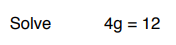 Solve 4g = 12